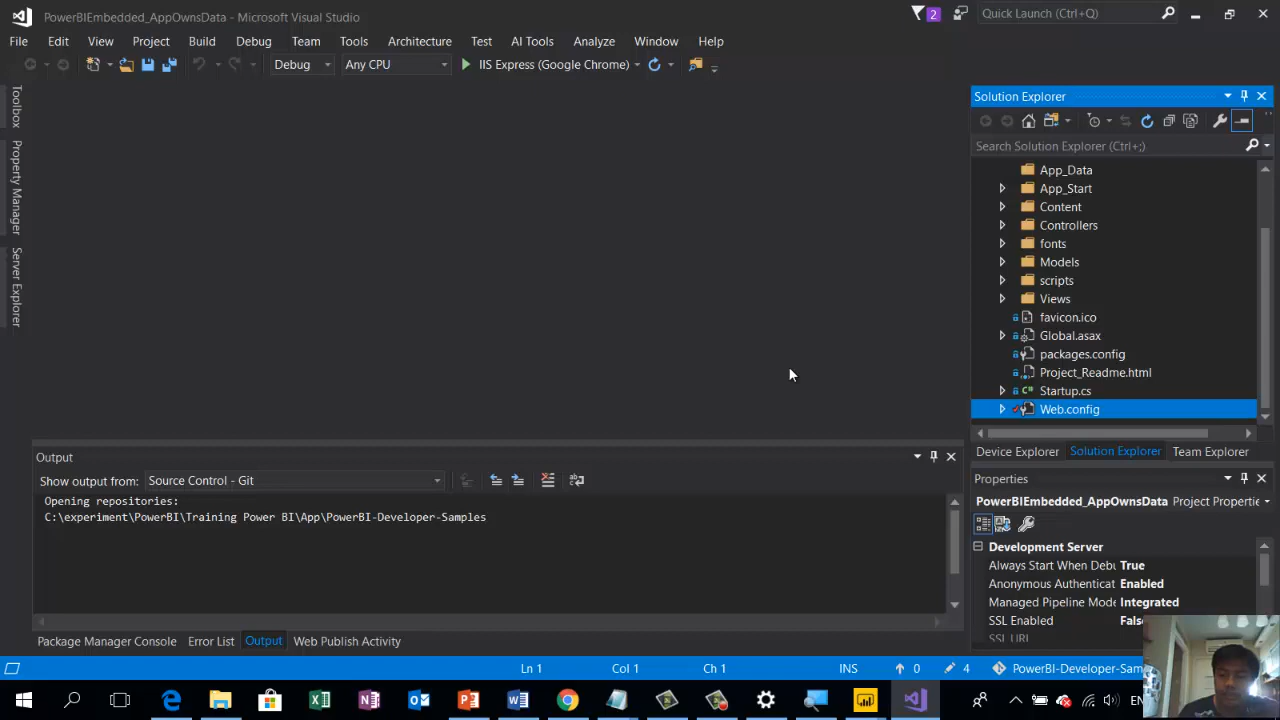 PowerBIEmbedded_AppOwnsData - Microsoft Visual Studio
2
Quick Launch (Ctrl+Q)
File Edit View Project Build Debug Team Tools Architecture Test AI Tools Analyze Window Help
Debug Any CPU IIS Express (Google Chrome)
Toolbox
Property Manager
Server Explorer
Solution Explorer
Search Solution Explorer (Ctrl+;)
App_Data
App_Start
Content
Controllers
fonts
Models
scripts
Views
favicon.ico
Global.asax
packages.config
Project_Readme.html
Startup.cs
Web.config
Device Explorer Solution Explorer Team Explorer
Output
Show output from: Source Control - Git
Opening repositories:
C:\experiment\PowerBI\Training Power BI\App\PowerBI-Developer-Samples
Properties
PowerBIEmbedded_AppOwnsData Project Propertie
Development Server
Always Start When Debu True
Anonymous Authenticat Enabled
Managed Pipeline Mode Integrated
SSL Enabled Fals
SSL URL
Package Manager Console Error List Output Web Publish Activity
Ln 1 Col 1 Ch 1 INS 0 4 PowerBI-Developer-Sam
EN